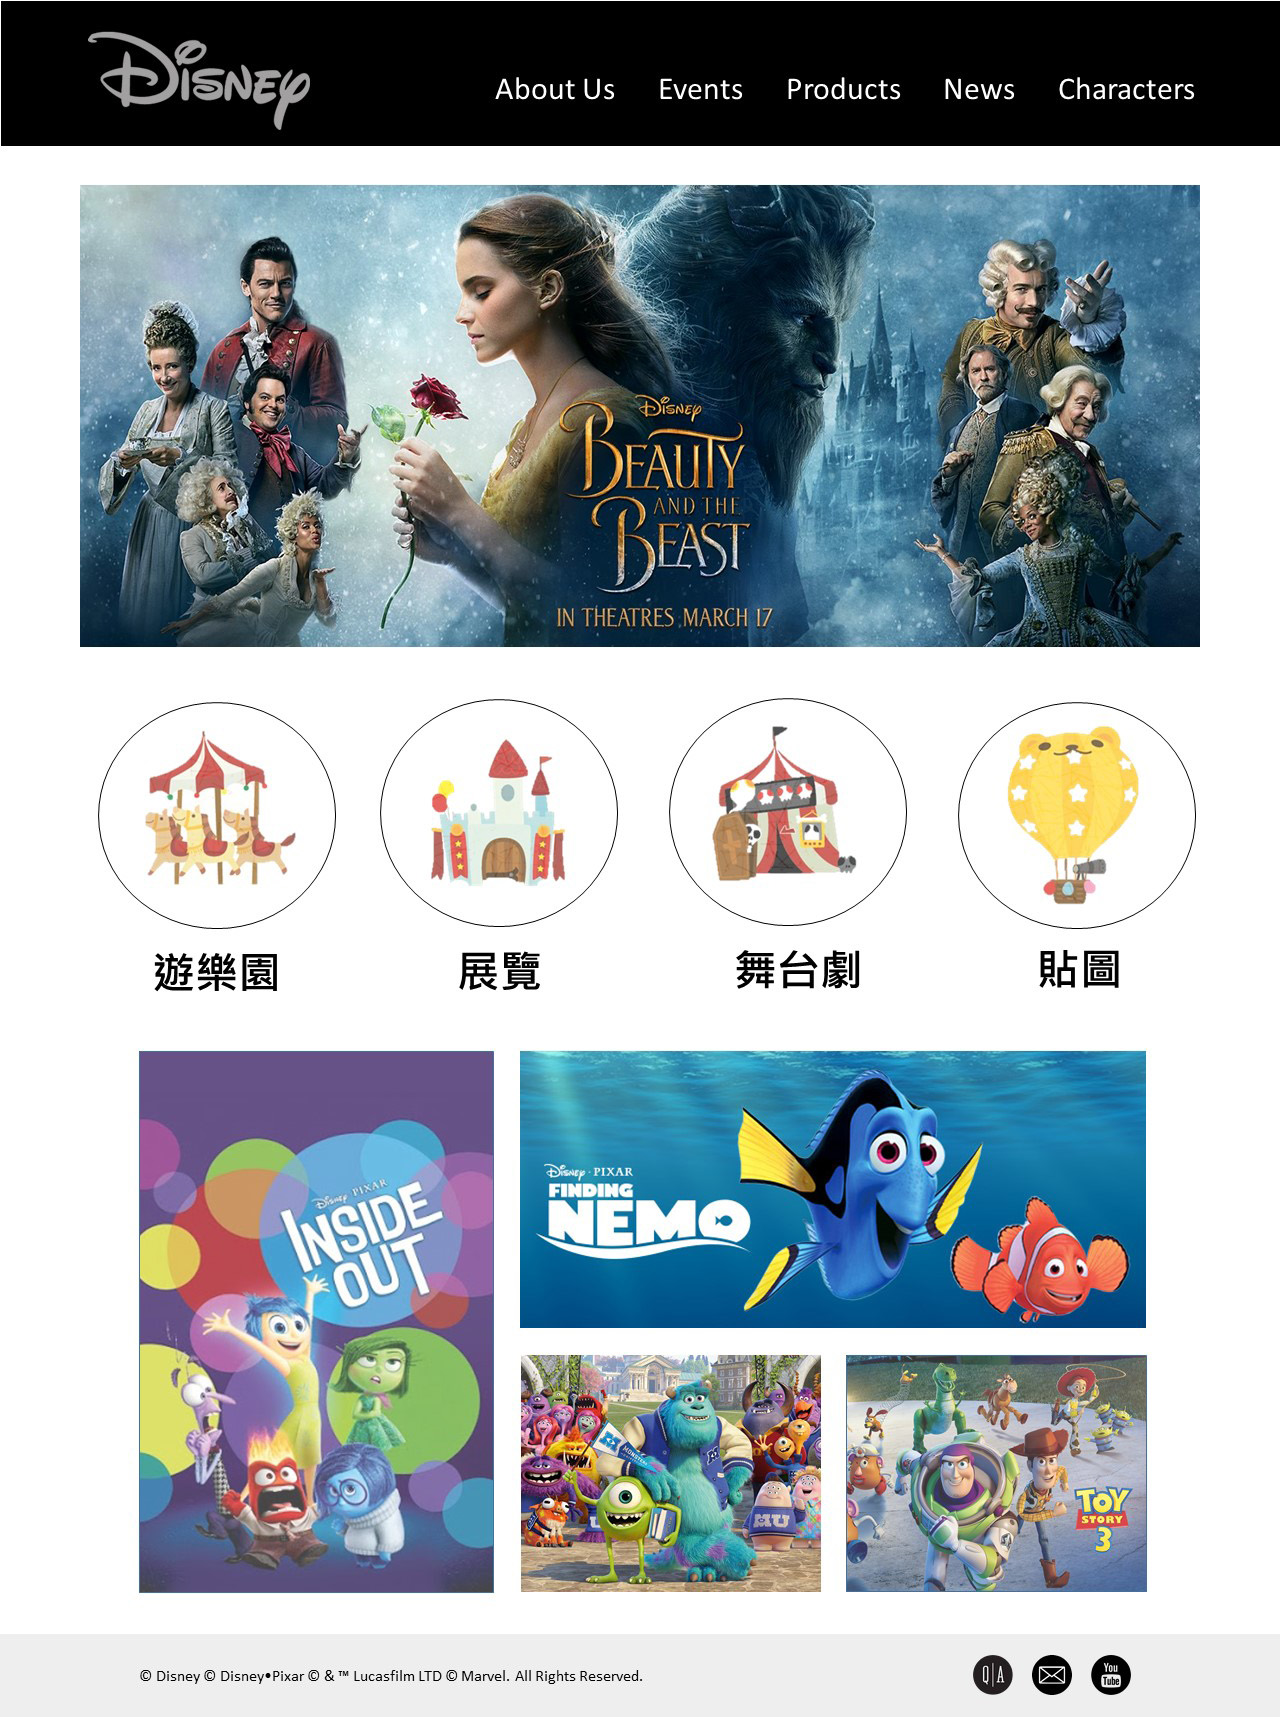 Disney
About Us Events Products News Characters
Disney
BEAUTY
AND THE
BEAST
IN THEATRES MARCH 17
遊樂園 展覽 舞台劇 貼圖
Disney PIXAR
INSIDE
OUT
Disney · PIXAR
FINDING
NEMO
MONSTERS
MU
TOY
STORY
3
© Disney © Disney•Pixar © & ™ Lucasfilm LTD © Marvel. All Rights Reserved.
Q|A
You
Tube